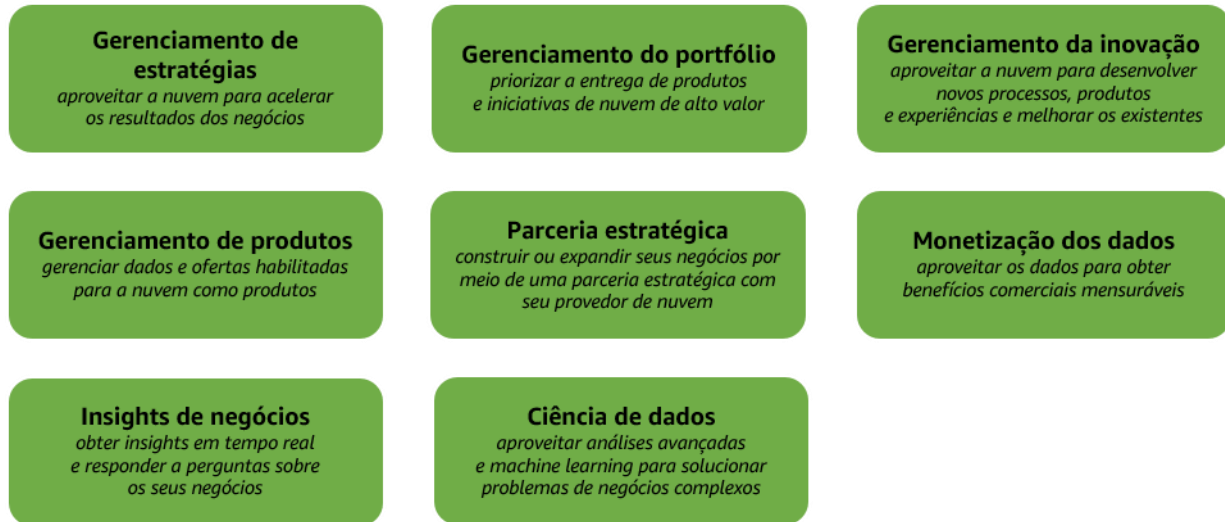 Gerenciamento de
estratégias
aproveitar a nuvem para acelerar
os resultados dos negócios
Gerenciamento do portfólio
priorizar a entrega de produtos
e iniciativas de nuvem de alto valor
Gerenciamento da inovação
aproveitar a nuvem para desenvolver
novos processos, produtos
e experiências e melhorar os existentes
Gerenciamento de produtos
gerenciar dados e ofertas habilitadas
para a nuvem como produtos
Parceria estratégica
construir ou expandir seus negócios por
meio de uma parceria estratégica com
seu provedor de nuvem
Monetização dos dados
aproveitar os dados para obter
benefícios comerciais mensuráveis
Insights de negócios
obter insights em tempo real
e responder a perguntas sobre
os seus negócios
Ciência de dados
aproveitar análises avançadas
e machine learning para solucionar
problemas de negócios complexos